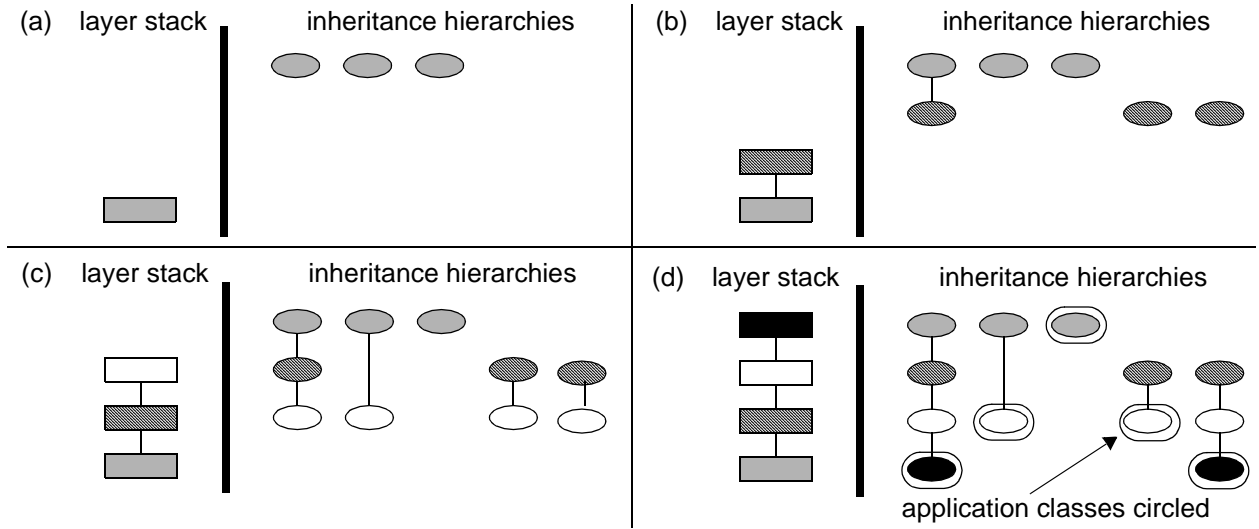 (a) layer stack inheritance hierarchies
(b) layer stack inheritance hierarchies
(c) layer stack inheritance hierarchies
(d) layer stack inheritance hierarchies
application classes circled